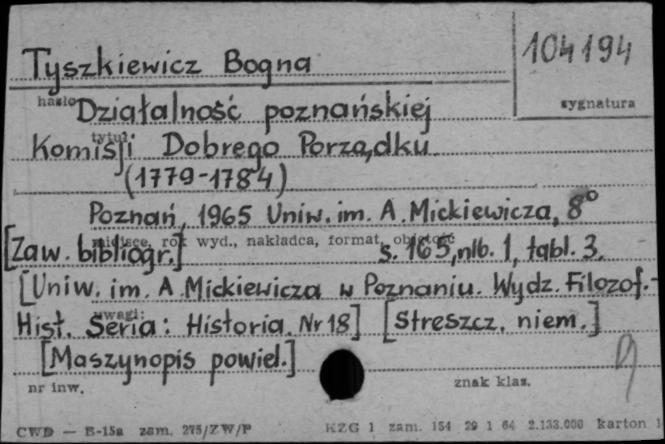 Tyszkiewicz Bogna
104194
hasło
sygnatura
Działalność poznańskiej
tytuł
Komisji Dobrego Porządku
(1779-1784)
Poznań, 1965 Uniw. im. A. Mickiewicza, 8°
miejsce, rok wyd., nakładca, format, objętość
[Zaw. bibliogr.] s. 165, nlb. 1, tabl. 3.
[Uniw. im. A. Mickiewicza w Poznaniu. Wydz. Filozof.-
uwagi:
Hist. Seria: Historia. Nr 18] [Streszcz. niem.]
[Maszynopis powiel.]
nr inw.
znak klas.
CWD — E-15a zam. 275/ZW/P
KZG 1 zam. 154 29 1 64 2.133.000 karton 1